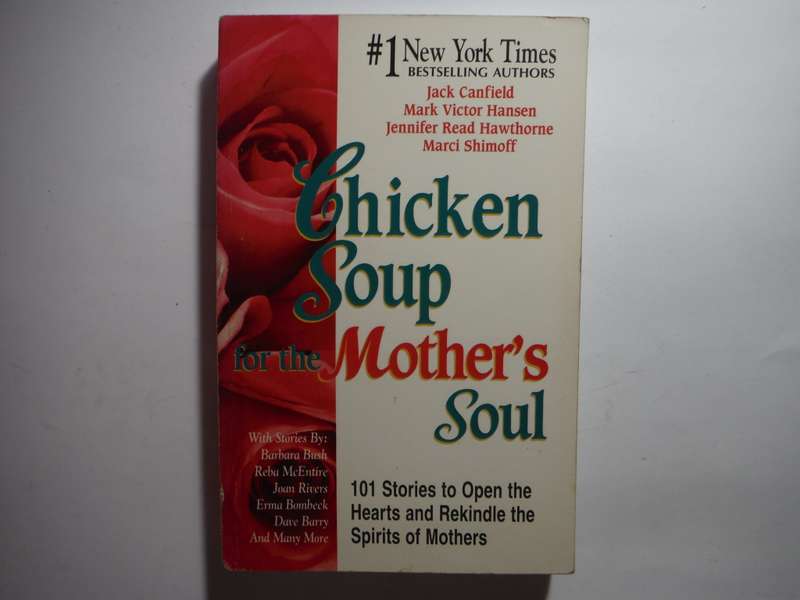 #1 New York Times
BESTSELLING AUTHORS
Jack Canfield
Mark Victor Hansen
Jennifer Read Hawthorne
Marci Shimoff
Chicken
Soup
for the Mother's
Soul
With Stories By:
Barbara Bush
Reba McEntire
Joan Rivers
Erma Bombeck
Dave Barry
And Many More
101 Stories to Open the
Hearts and Rekindle the
Spirits of Mothers